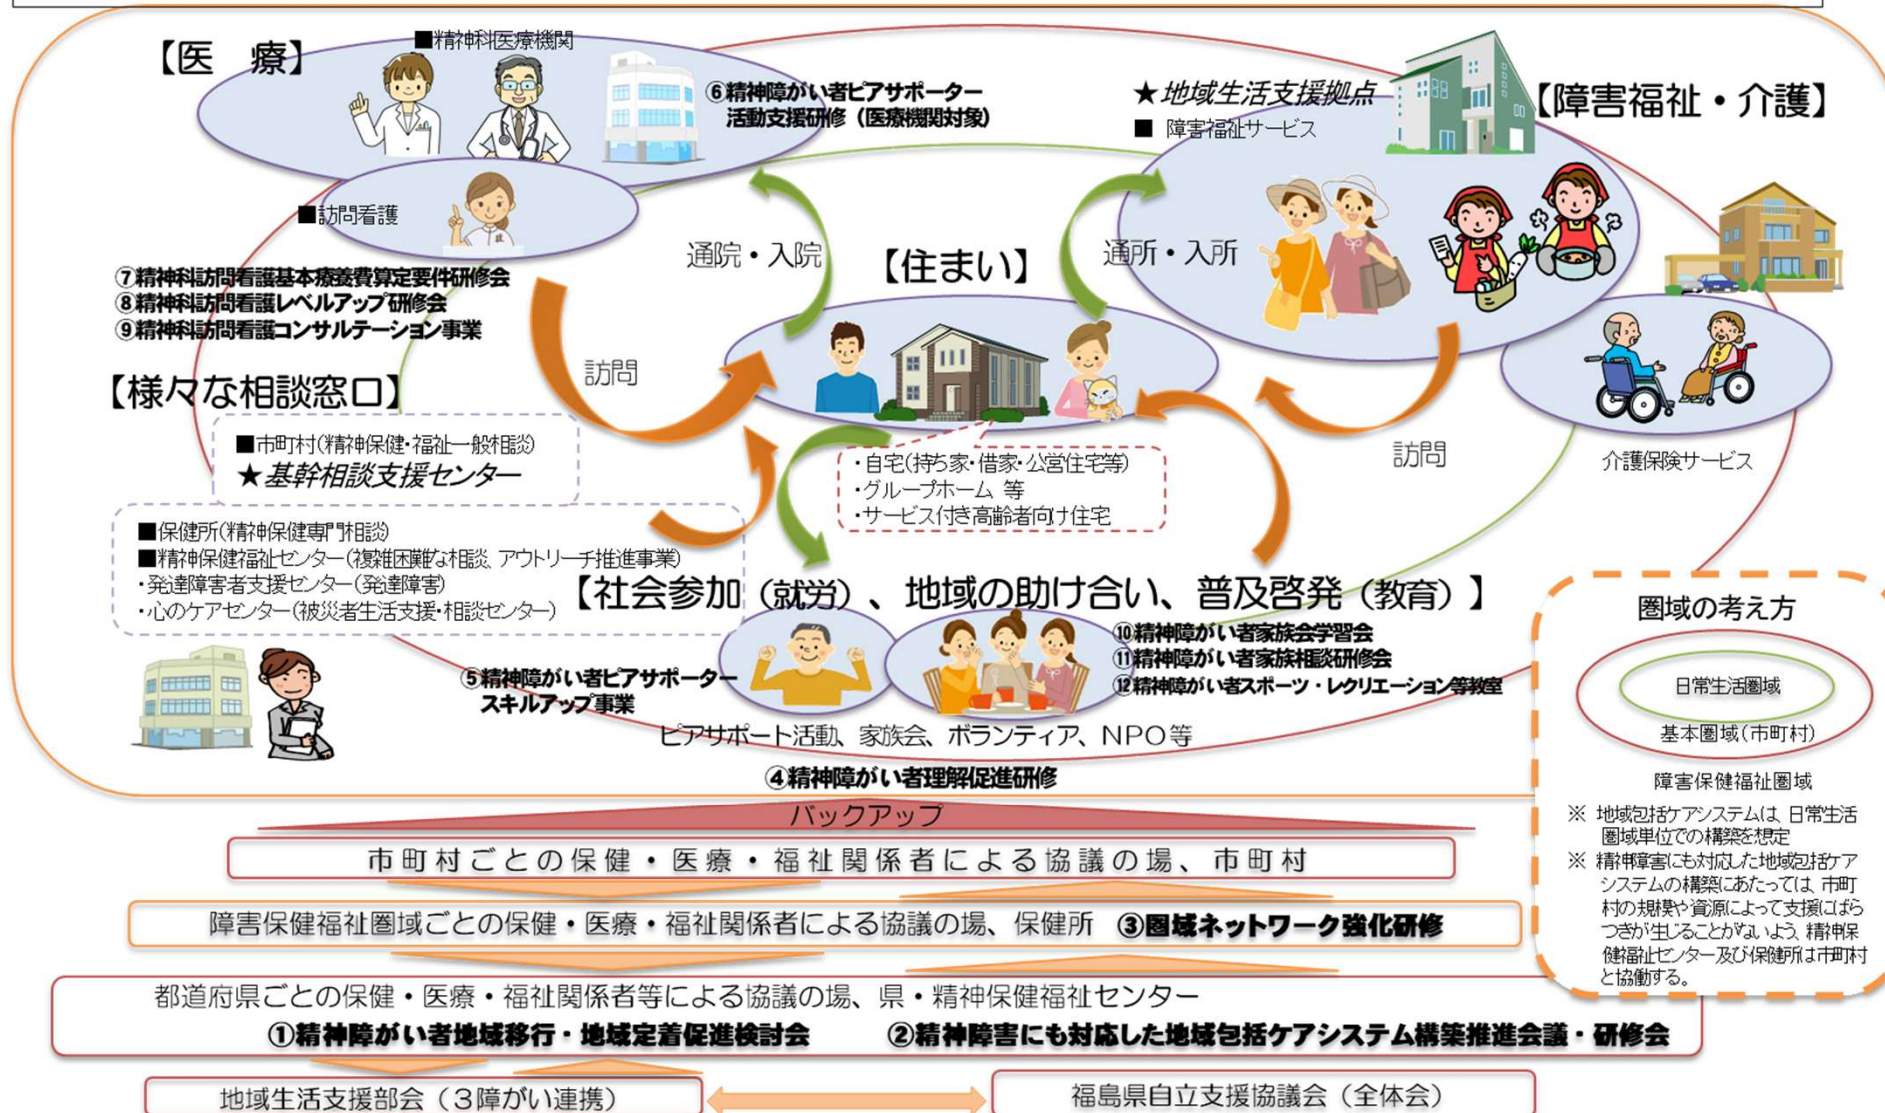 【医　療】
■精神科医療機関
⑥精神障がい者ピアサポーター
活動支援研修（医療機関対象）
★地域生活支援拠点
■ 障害福祉サービス
【障害福祉・介護】
■訪問看護
通院・入院
【住まい】
通所・入所
⑦精神科訪問看護基本療養費算定要件研修会
⑧精神科訪問看護レベルアップ研修会
⑨精神科訪問看護コンサルテーション事業
訪問
【様々な相談窓口】
■市町村(精神保健・福祉一般相談)
★基幹相談支援センター
・自宅(持ち家・借家・公営住宅等)
・グループホーム 等
・サービス付き高齢者向け住宅
訪問
介護保険サービス
■保健所(精神保健専門相談)
■精神保健福祉センター(複雑困難な相談、アウトリーチ推進事業)
・発達障害者支援センター(発達障害)
・心のケアセンター(被災者生活支援・相談センター)
【社会参加（就労）、地域の助け合い、普及啓発（教育）】
⑤精神障がい者ピアサポーター
スキルアップ事業
⑩精神障がい者家族会学習会
⑪精神障がい者家族相談研修会
⑫精神障がい者スポーツ・レクリエーション等教室
ピアサポート活動、家族会、ボランティア、NPO等
④精神障がい者理解促進研修
圏域の考え方
日常生活圏域
基本圏域(市町村)
障害保健福祉圏域
※ 地域包括ケアシステムは、日常生活
圏域単位での構築を想定
※ 精神障害にも対応した地域包括ケア
システムの構築にあたっては、市町
村の規模や資源によって支援にばら
つきが生じることがないよう、精神保
健福祉センター及び保健所は市町村
と協働する。
バックアップ
市町村ごとの保健・医療・福祉関係者による協議の場、市町村
障害保健福祉圏域ごとの保健・医療・福祉関係者による協議の場、保健所　③圏域ネットワーク強化研修
都道府県ごとの保健・医療・福祉関係者等による協議の場、県・精神保健福祉センター
①精神障がい者地域移行・地域定着促進検討会　②精神障害にも対応した地域包括ケアシステム構築推進会議・研修会
地域生活支援部会（３障がい連携）
福島県自立支援協議会（全体会）